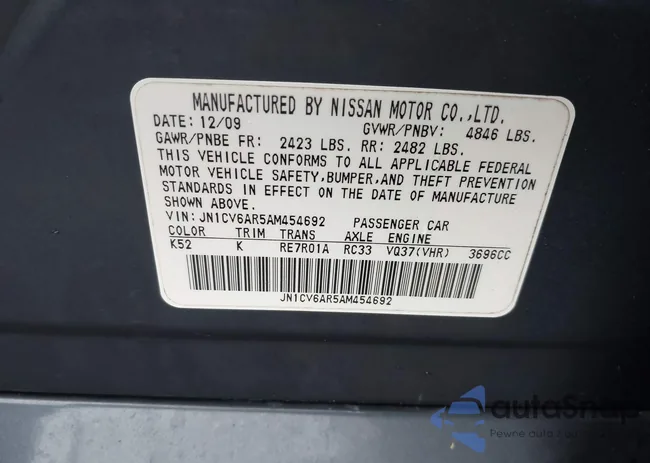 MANUFACTURED BY NISSAN MOTOR CO.,LTD.
DATE: 12/09 GVWR/PNBV: 4846 LBS.
GAWR/PNBE FR: 2423 LBS. RR: 2482 LBS.
THIS VEHICLE CONFORMS TO ALL APPLICABLE FEDERAL
MOTOR VEHICLE SAFETY,BUMPER,AND THEFT PREVENTION
STANDARDS IN EFFECT ON THE DATE OF MANUFACTURE
SHOWN ABOVE.
VIN: JN1CV6AR5AM454692 PASSENGER CAR
COLOR TRIM TRANS AXLE ENGINE
K52 K RE7R01A RC33 VQ37(VHR) 3696CC
JN1CV6AR5AM454692
autoSnap
Pewne auto